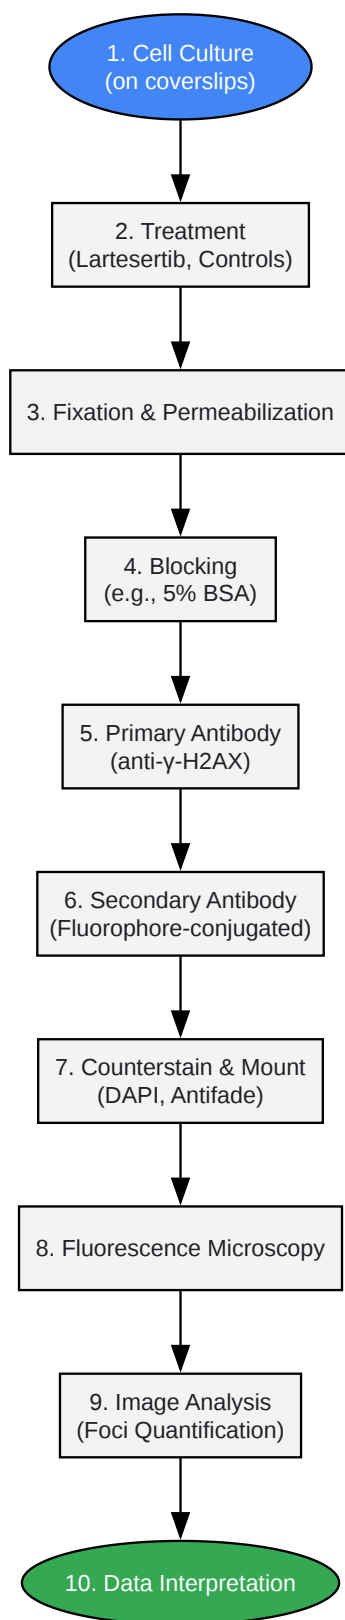 1. Cell Culture
(on coverslips)
2. Treatment
(Lartesertib, Controls)
3. Fixation & Permeabilization
4. Blocking
(e.g., 5% BSA)
5. Primary Antibody
(anti-γ-H2AX)
6. Secondary Antibody
(Fluorophore-conjugated)
7. Counterstain & Mount
(DAPI, Antifade)
8. Fluorescence Microscopy
9. Image Analysis
(Foci Quantification)
10. Data Interpretation